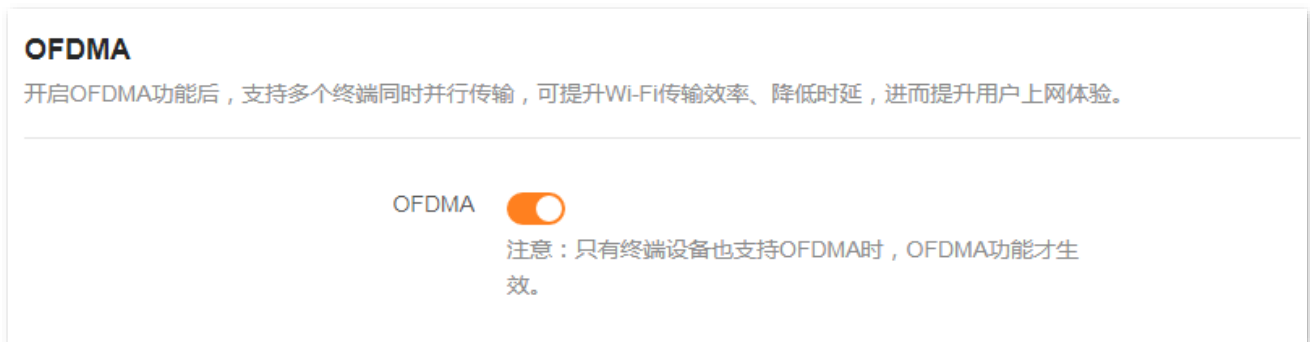 OFDMA
开启OFDMA功能后，支持多个终端同时并行传输，可提升Wi-Fi传输效率、降低时延，进而提升用户上网体验。
OFDMA
注意：只有终端设备也支持OFDMA时，OFDMA功能才生
效。